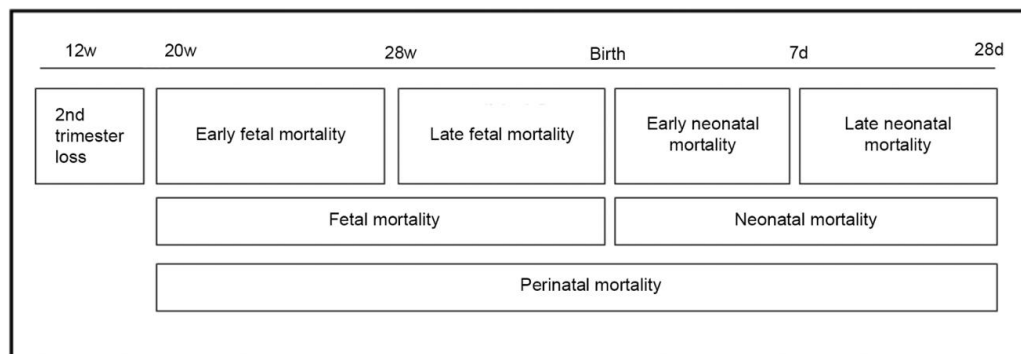 12w 20w 28w Birth 7d 28d
2nd
trimester
loss
Early fetal mortality
Late fetal mortality
Early neonatal
mortality
Late neonatal
mortality
Fetal mortality
Neonatal mortality
Perinatal mortality